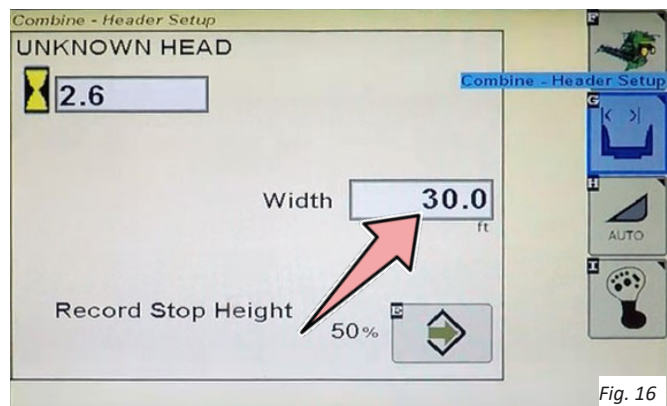 Combine - Header Setup
UNKNOWN HEAD
2.6
Width 30.0
ft
Record Stop Height
50%
E
F
Combine - Header Setup
G
H
AUTO
I
Fig. 16